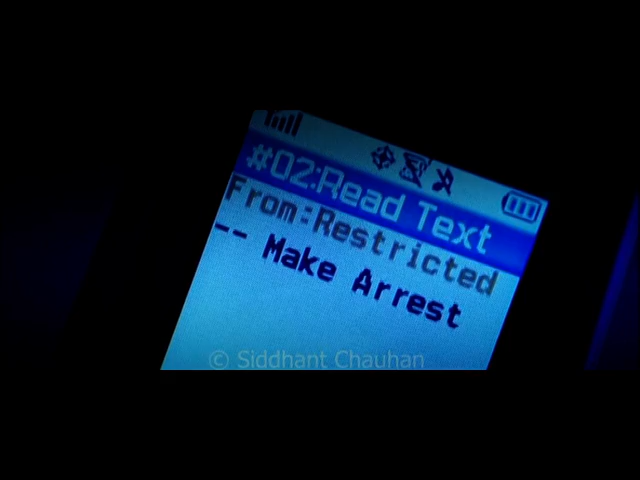 #02:Read Text
From:Restricted
-- Make Arrest
© Siddhant Chauhan